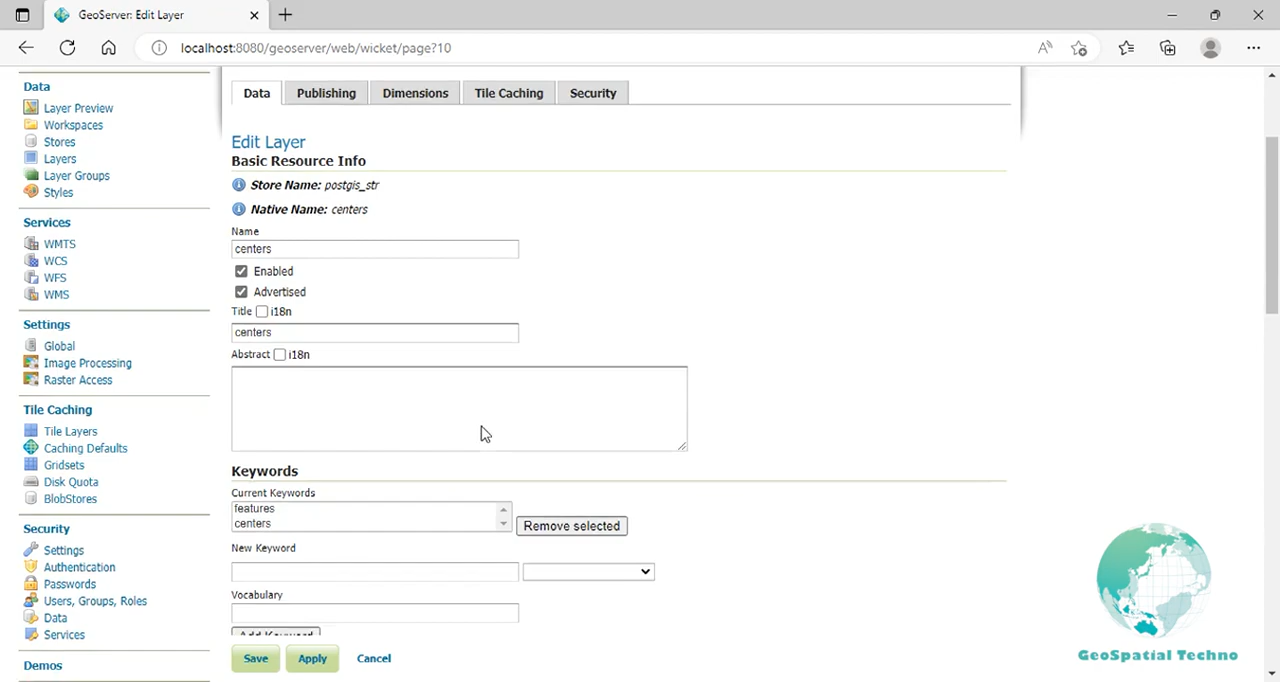 GeoServer: Edit Layer
localhost:8080/geoserver/web/wicket/page?10
Data
Layer Preview
Workspaces
Stores
Layers
Layer Groups
Styles
Services
WMTS
WCS
WFS
WMS
Settings
Global
Image Processing
Raster Access
Tile Caching
Tile Layers
Caching Defaults
Gridsets
Disk Quota
BlobStores
Security
Settings
Authentication
Passwords
Users, Groups, Roles
Data
Services
Demos
Data Publishing Dimensions Tile Caching Security
Edit Layer
Basic Resource Info
Store Name: postgis_str
Native Name: centers
Name
centers
Enabled
Advertised
Title i18n
centers
Abstract i18n
Keywords
Current Keywords
features
centers
Remove selected
New Keyword
Vocabulary
Add Keyword
Save Apply Cancel
GeoSpatial Techno